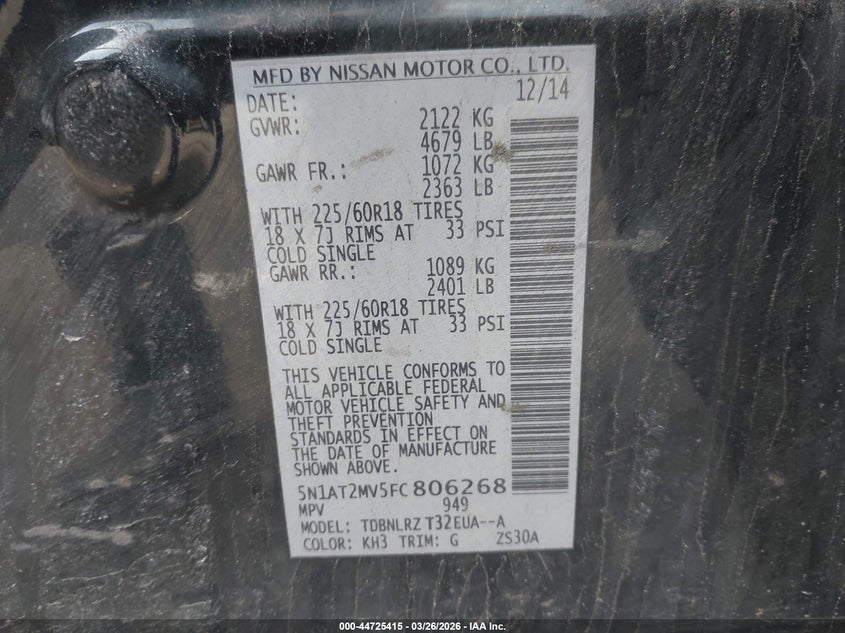 MFD BY NISSAN MOTOR CO., LTD.
DATE: 12/14
GVWR: 2122 KG
4679 LB
GAWR FR.: 1072 KG
2363 LB
WITH 225/60R18 TIRES
18 X 7J RIMS AT 33 PSI
COLD SINGLE
GAWR RR.: 1089 KG
2401 LB
WITH 225/60R18 TIRES
18 X 7J RIMS AT 33 PSI
COLD SINGLE
THIS VEHICLE CONFORMS TO
ALL APPLICABLE FEDERAL
MOTOR VEHICLE SAFETY AND
THEFT PREVENTION
STANDARDS IN EFFECT ON
THE DATE OF MANUFACTURE
SHOWN ABOVE.
5N1AT2MV5FC806268
MPV 949
MODEL: TDBNLRZ T32EUA--A
COLOR: KH3 TRIM: G ZS30A
000-44725415 - 03/26/2026 - IAA Inc.